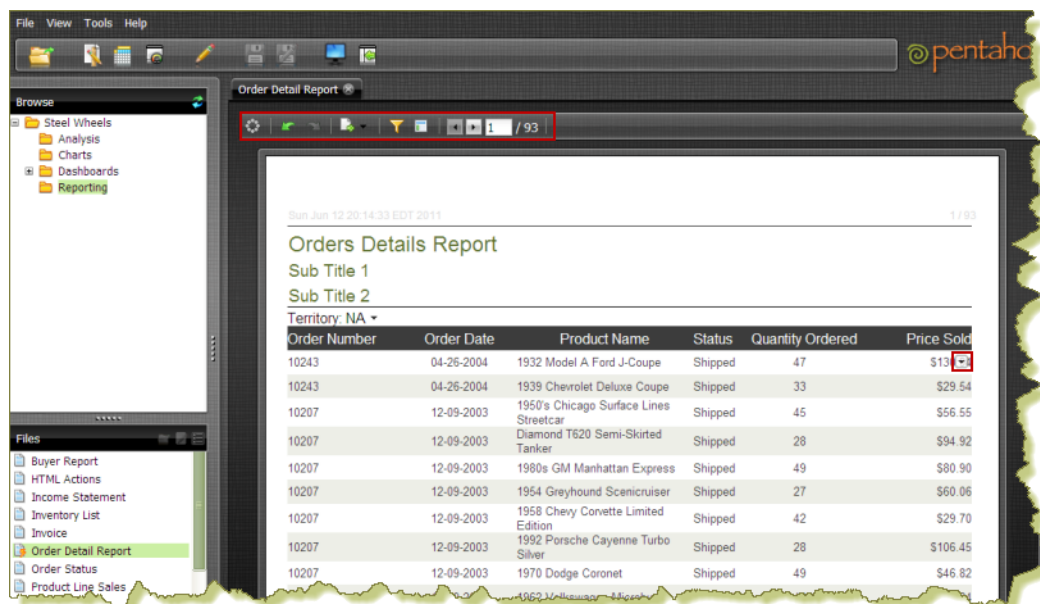 File View Tools Help
pentaho
Browse
Steel Wheels
Analysis
Charts
Dashboards
Reporting
Files
Buyer Report
HTML Actions
Income Statement
Inventory List
Invoice
Order Detail Report
Order Status
Product Line Sales
Order Detail Report
1 / 93
Sun Jun 12 20:14:33 EDT 2011 1 / 93
Orders Details Report
Sub Title 1
Sub Title 2
Territory: NA
Order Number Order Date Product Name Status Quantity Ordered Price Sold
10243 04-26-2004 1932 Model A Ford J-Coupe Shipped 47
10243 04-26-2004 1939 Chevrolet Deluxe Coupe Shipped 33 $29.54
10207 12-09-2003 1950's Chicago Surface Lines Streetcar Shipped 45 $56.55
10207 12-09-2003 Diamond T620 Semi-Skirted Tanker Shipped 28 $94.92
10207 12-09-2003 1980s GM Manhattan Express Shipped 49 $80.90
10207 12-09-2003 1954 Greyhound Scenicruiser Shipped 27 $60.06
10207 12-09-2003 1958 Chevy Corvette Limited Edition Shipped 42 $29.70
10207 12-09-2003 1992 Porsche Cayenne Turbo Silver Shipped 28 $106.45
10207 12-09-2003 1970 Dodge Coronet Shipped 49 $46.82